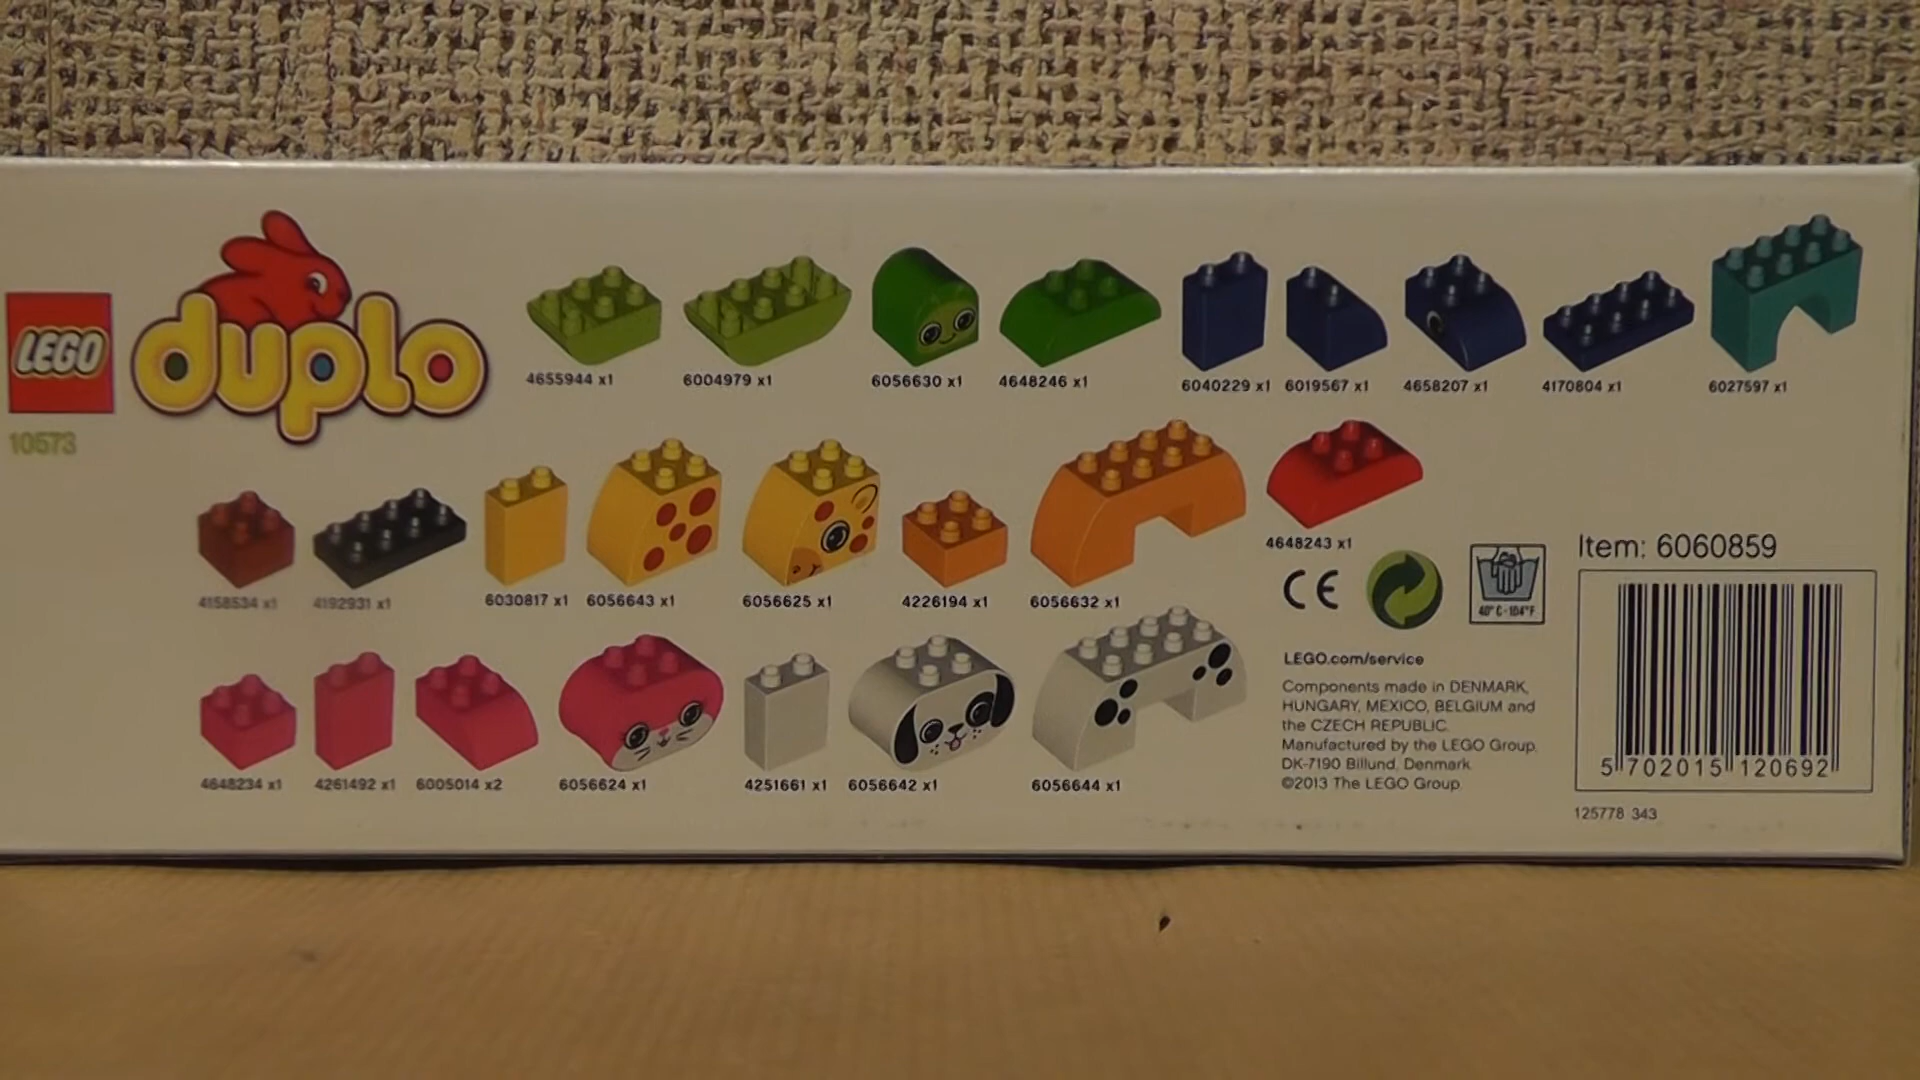 LEGO
duplo
10573
4655944 x1
6004979 x1
6056630 x1
4648246 x1
6040229 x1
6019567 x1
4658207 x1
4170804 x1
6027597 x1
4158534 x1
4192931 x1
6030817 x1
6056643 x1
6056625 x1
4226194 x1
6056632 x1
4648243 x1
4648234 x1
4261492 x1
6005014 x2
6056624 x1
4251661 x1
6056642 x1
6056644 x1
CE
40°C-104°F
LEGO.com/service
Components made in DENMARK,
HUNGARY, MEXICO, BELGIUM and
the CZECH REPUBLIC.
Manufactured by the LEGO Group,
DK-7190 Billund, Denmark
©2013 The LEGO Group
Item: 6060859
5 702015 120692
125778 343